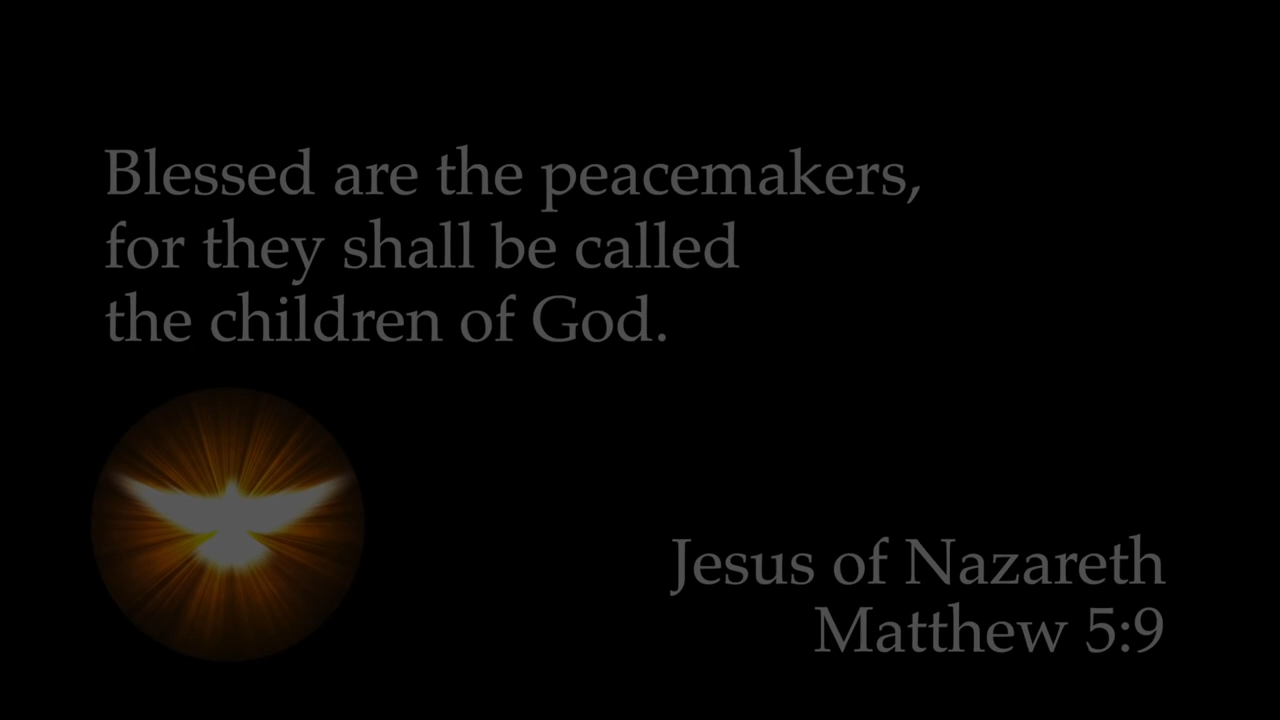 Blessed are the peacemakers,
for they shall be called
the children of God.
Jesus of Nazareth
Matthew 5:9